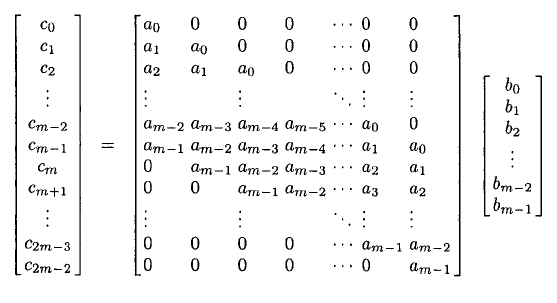 c_0 a_0 0 0 0 ⋯ 0 0
c_1 a_1 a_0 0 0 ⋯ 0 0 b_0
c_2 a_2 a_1 a_0 0 ⋯ 0 0 b_1
⋮ ⋮ ⋮ ⋱ ⋮ ⋮ b_2
c_{m-2} a_{m-2} a_{m-3} a_{m-4} a_{m-5} ⋯ a_0 0
c_{m-1} = a_{m-1} a_{m-2} a_{m-3} a_{m-4} ⋯ a_1 a_0 ⋮
c_m 0 a_{m-1} a_{m-2} a_{m-3} ⋯ a_2 a_1
c_{m+1} 0 0 a_{m-1} a_{m-2} ⋯ a_3 a_2 b_{m-2}
⋮ ⋮ ⋮ ⋱ ⋮ ⋮ b_{m-1}
c_{2m-3} 0 0 0 0 ⋯ a_{m-1} a_{m-2}
c_{2m-2} 0 0 0 0 ⋯ 0 a_{m-1}